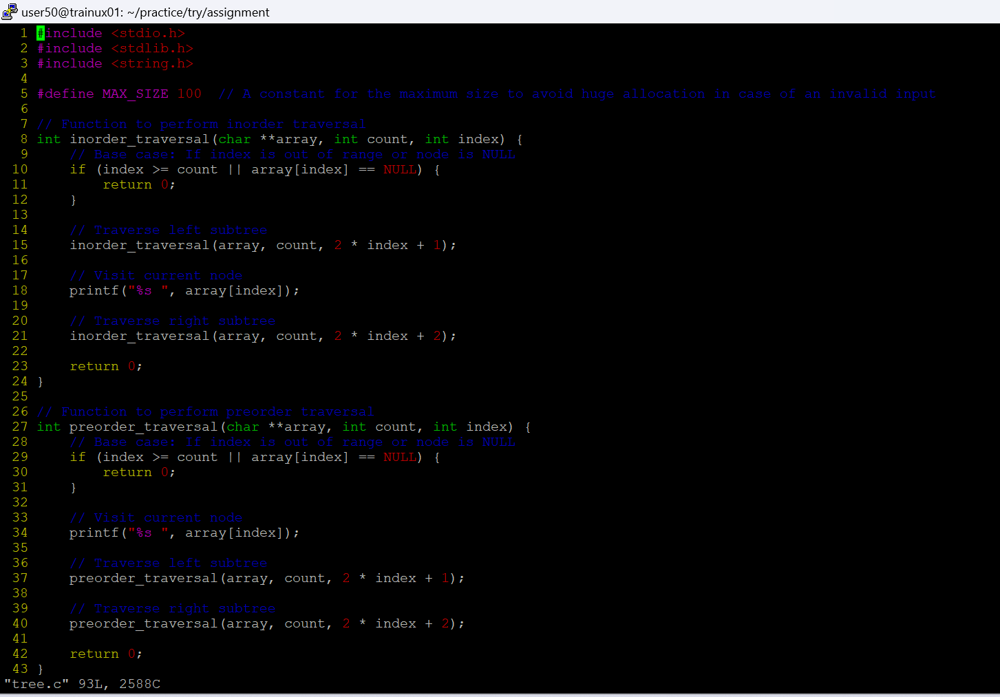 user50@trainux01: ~/practice/try/assignment
1 #include <stdio.h>
2 #include <stdlib.h>
3 #include <string.h>
4
5 #define MAX_SIZE 100  // A constant for the maximum size to avoid huge allocation in case of an invalid input
6
7 // Function to perform inorder traversal
8 int inorder_traversal(char **array, int count, int index) {
9     // Base case: If index is out of range or node is NULL
10     if (index >= count || array[index] == NULL) {
11         return 0;
12     }
13
14     // Traverse left subtree
15     inorder_traversal(array, count, 2 * index + 1);
16
17     // Visit current node
18     printf("%s ", array[index]);
19
20     // Traverse right subtree
21     inorder_traversal(array, count, 2 * index + 2);
22
23     return 0;
24 }
25
26 // Function to perform preorder traversal
27 int preorder_traversal(char **array, int count, int index) {
28     // Base case: If index is out of range or node is NULL
29     if (index >= count || array[index] == NULL) {
30         return 0;
31     }
32
33     // Visit current node
34     printf("%s ", array[index]);
35
36     // Traverse left subtree
37     preorder_traversal(array, count, 2 * index + 1);
38
39     // Traverse right subtree
40     preorder_traversal(array, count, 2 * index + 2);
41
42     return 0;
43 }
"tree.c" 93L, 2588C